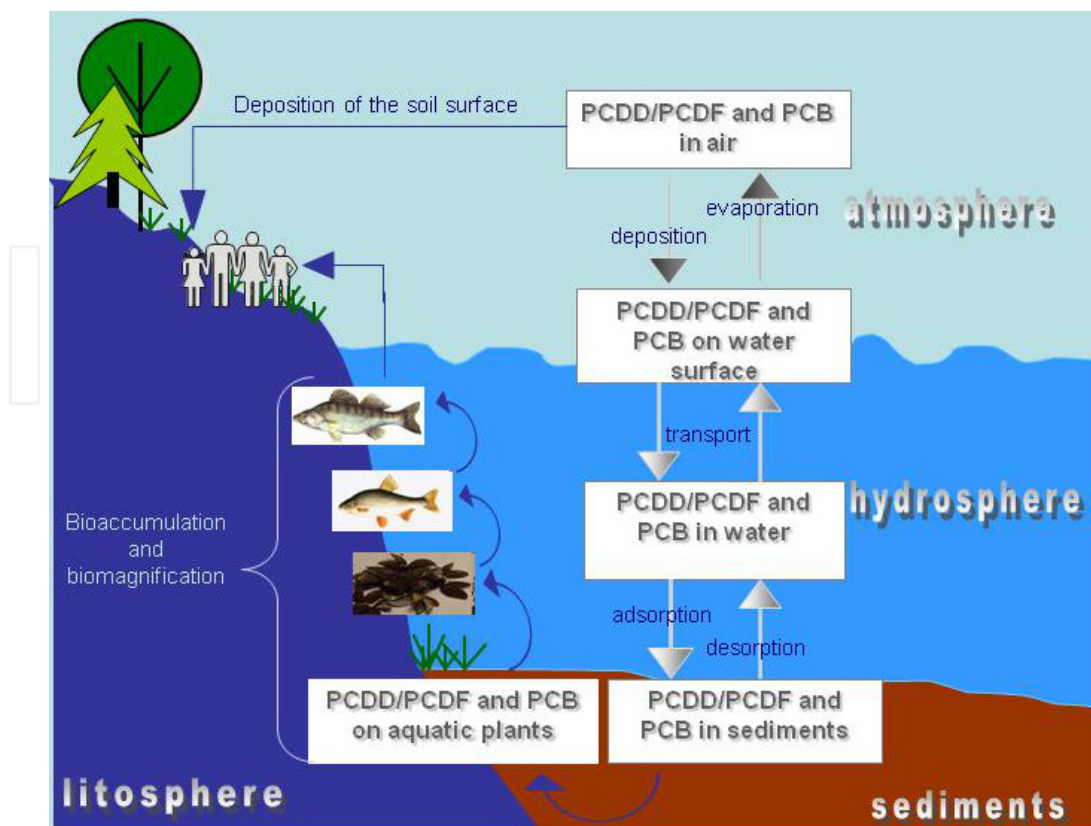 Deposition of the soil surface
PCDD/PCDF and PCB
in air
evaporation
atmosphere
deposition
PCDD/PCDF and
PCB on water
surface
transport
PCDD/PCDF and
PCB in water
hydrosphere
Bioaccumulation
and
biomagnification
adsorption
desorption
PCDD/PCDF and PCB
on aquatic plants
PCDD/PCDF and
PCB in sediments
litosphere
sediments